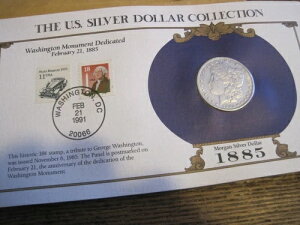 THE U.S. SILVER DOLLAR COLLECTION
Washington Monument Dedicated
February 21, 1885
18
WASHINGTON, DC
FEB
21
1991
20066
This historic 18¢ stamp, a tribute to George Washington,
was issued November 6, 1985. The Panel is postmarked on
February 21, the anniversary of the dedication of the
Washington Monument.
Morgan Silver Dollar
1885